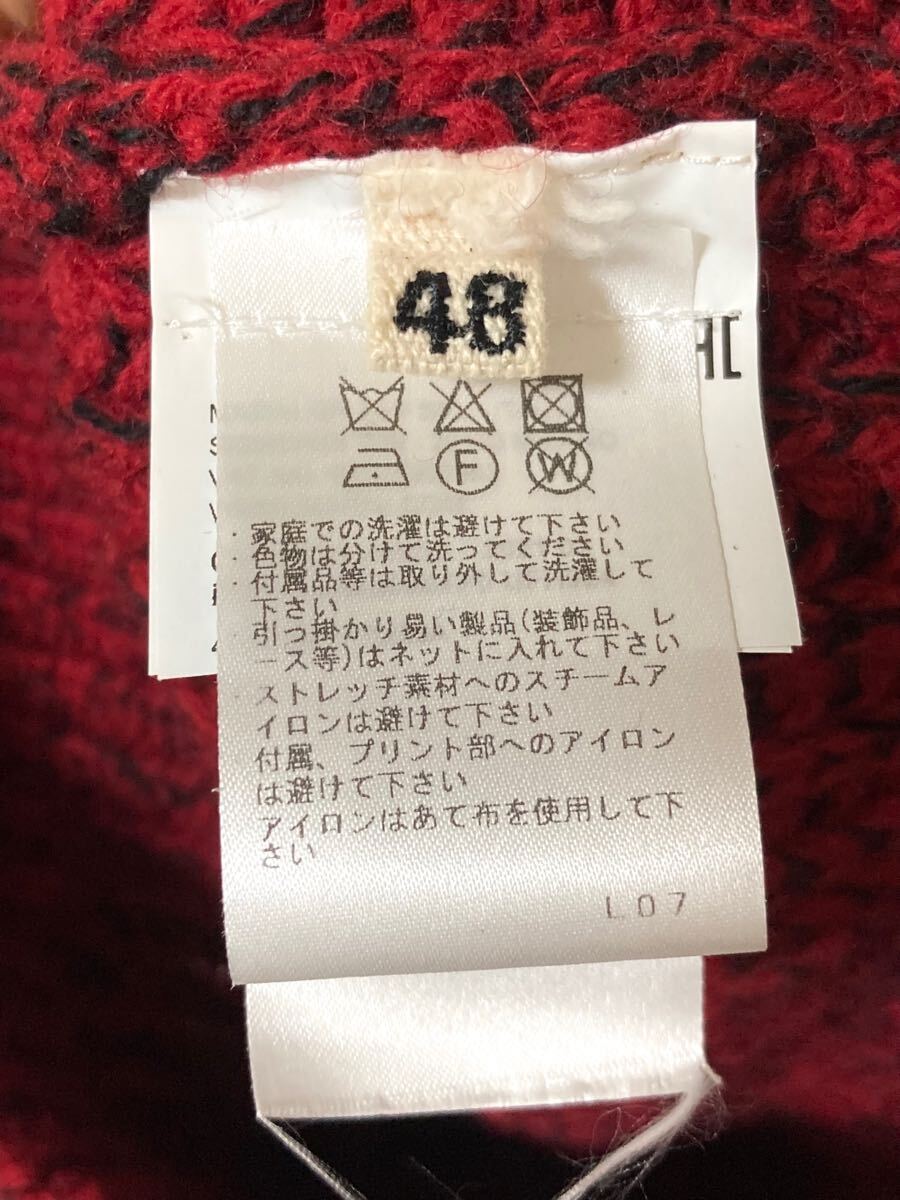 48
F
W
・家庭での洗濯は避けて下さい
・色物は分けて洗ってください
・付属品等は取り外して洗濯して
下さい
・引っ掛かり易い製品(装飾品、レ
ース等)はネットに入れて下さい
・ストレッチ素材へのスチームア
イロンは避けて下さい
付属、プリント部へのアイロン
は避けて下さい
アイロンはあて布を使用して下
さい
L07